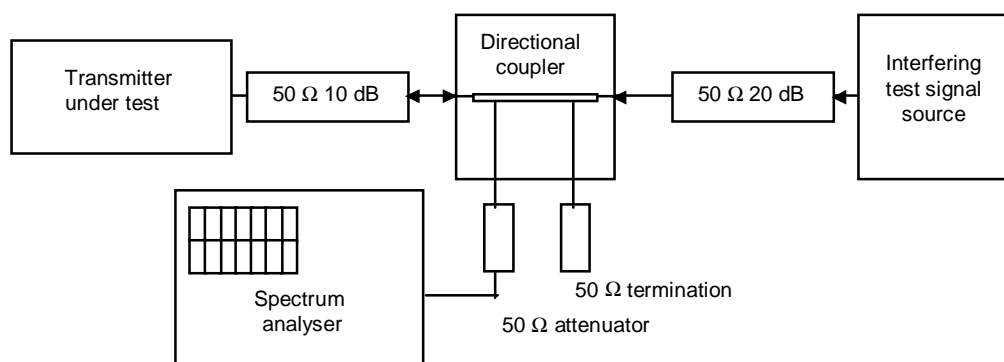 Directional
coupler
Transmitter
under test
50 Ω 10 dB
50 Ω 20 dB
Interfering
test signal
source
Spectrum
analyser
50 Ω termination
50 Ω attenuator